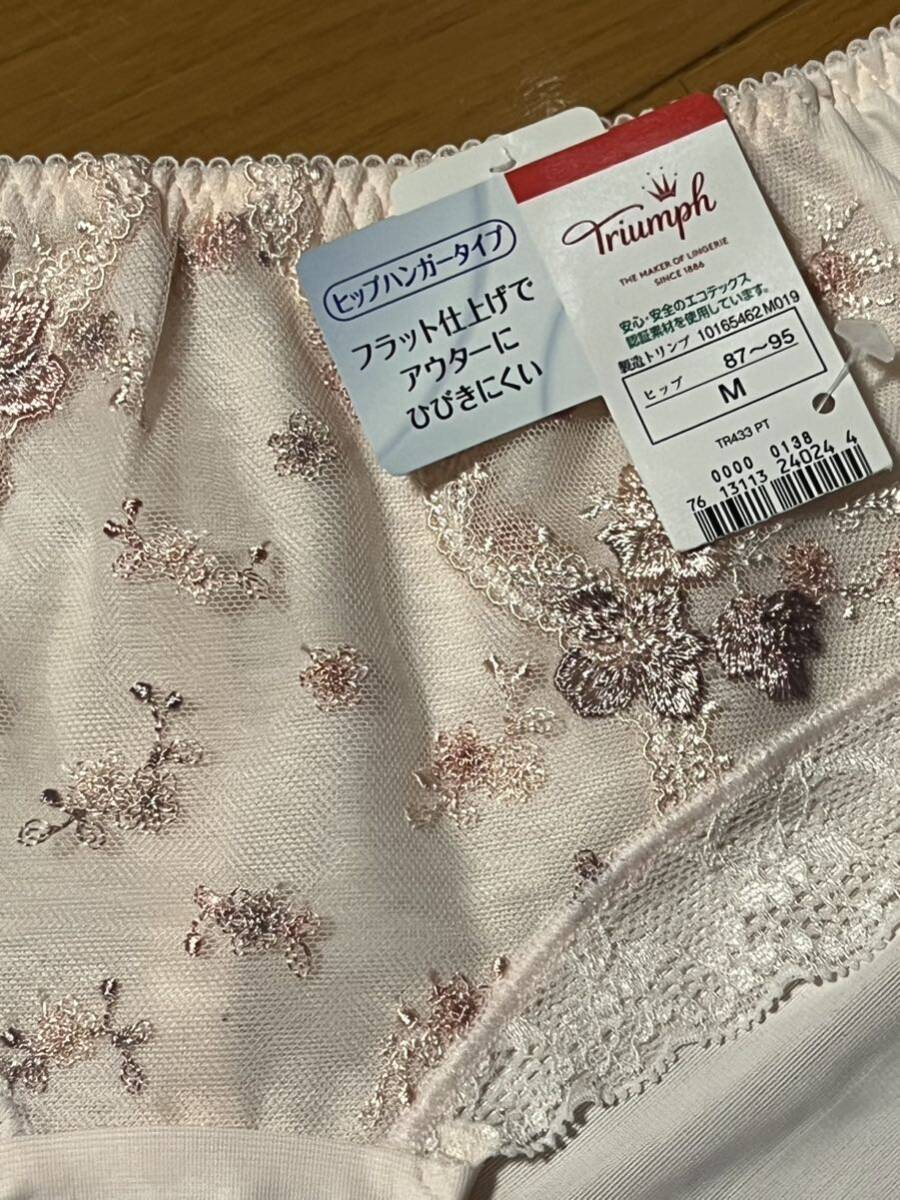 ヒップハンガータイプ
フラット仕上げで
アウターに
ひびきにくい
Triumph
THE MAKER OF LINGERIE
SINCE 1886
安心・安全のエコテックス
認証素材を使用しています。
製造トリンプ 10165462 M019
ヒップ 87〜95
M
TR433 PT
0000 0138
76 13113 24024 4